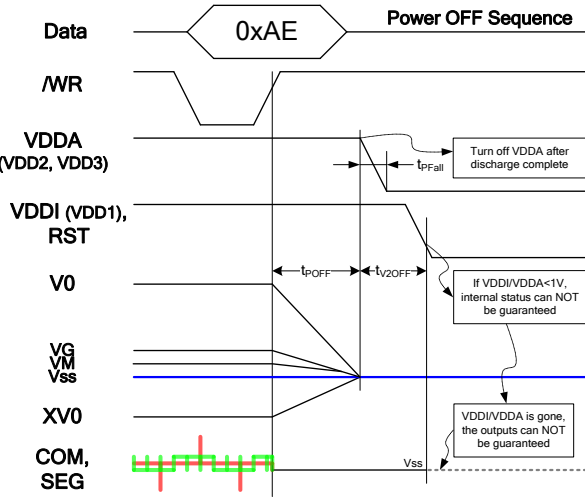 Power OFF Sequence
Data
0xAE
/WR
VDDA
(VDD2, VDD3)
Turn off VDDA after
discharge complete
tPFall
VDDI (VDD1),
RST
tPOFF
tV2OFF
V0
If VDDI/VDDA<1V,
internal status can NOT
be guaranteed
VG
VM
Vss
XV0
VDDI/VDDA is gone,
the outputs can NOT
be guaranteed
COM,
SEG
Vss